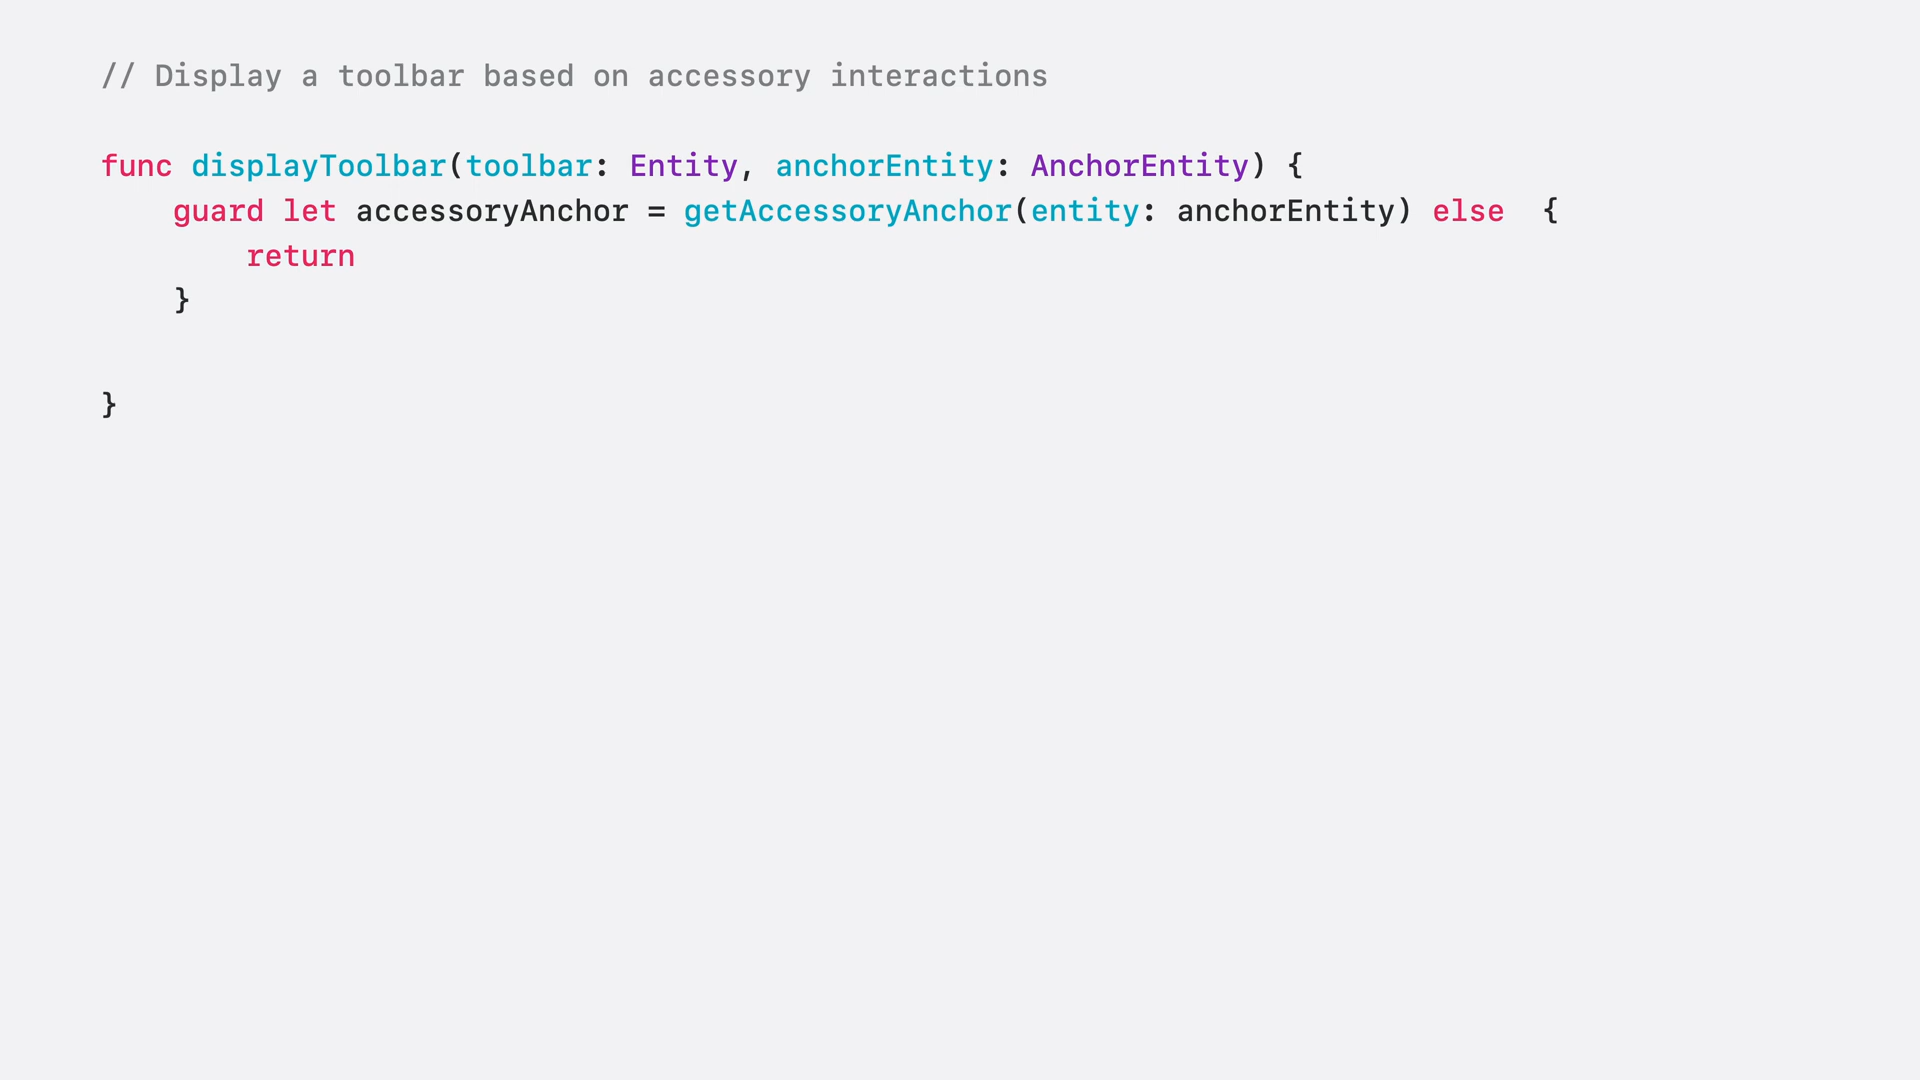 // Display a toolbar based on accessory interactions
func displayToolbar(toolbar: Entity, anchorEntity: AnchorEntity) {
    guard let accessoryAnchor = getAccessoryAnchor(entity: anchorEntity) else  {
        return
    }
}